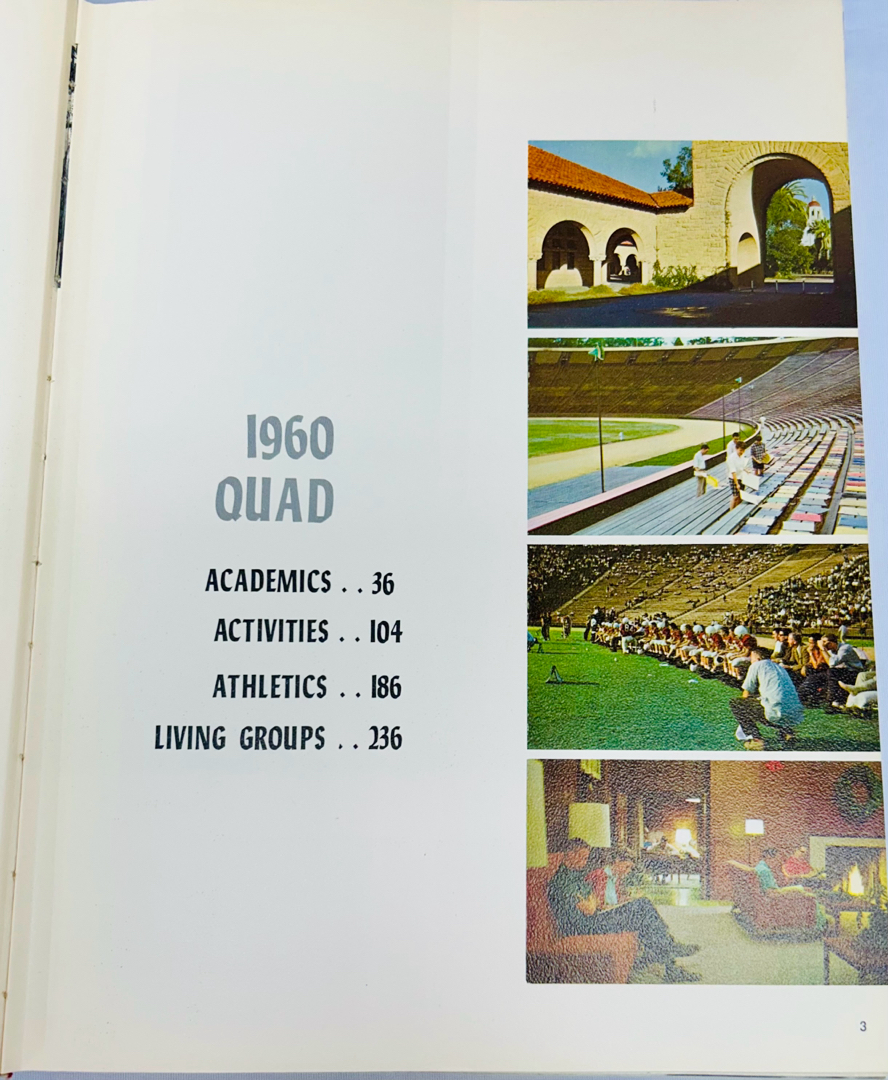 1960
QUAD
ACADEMICS . . 36
ACTIVITIES . . 104
ATHLETICS . . 186
LIVING GROUPS . . 236
3